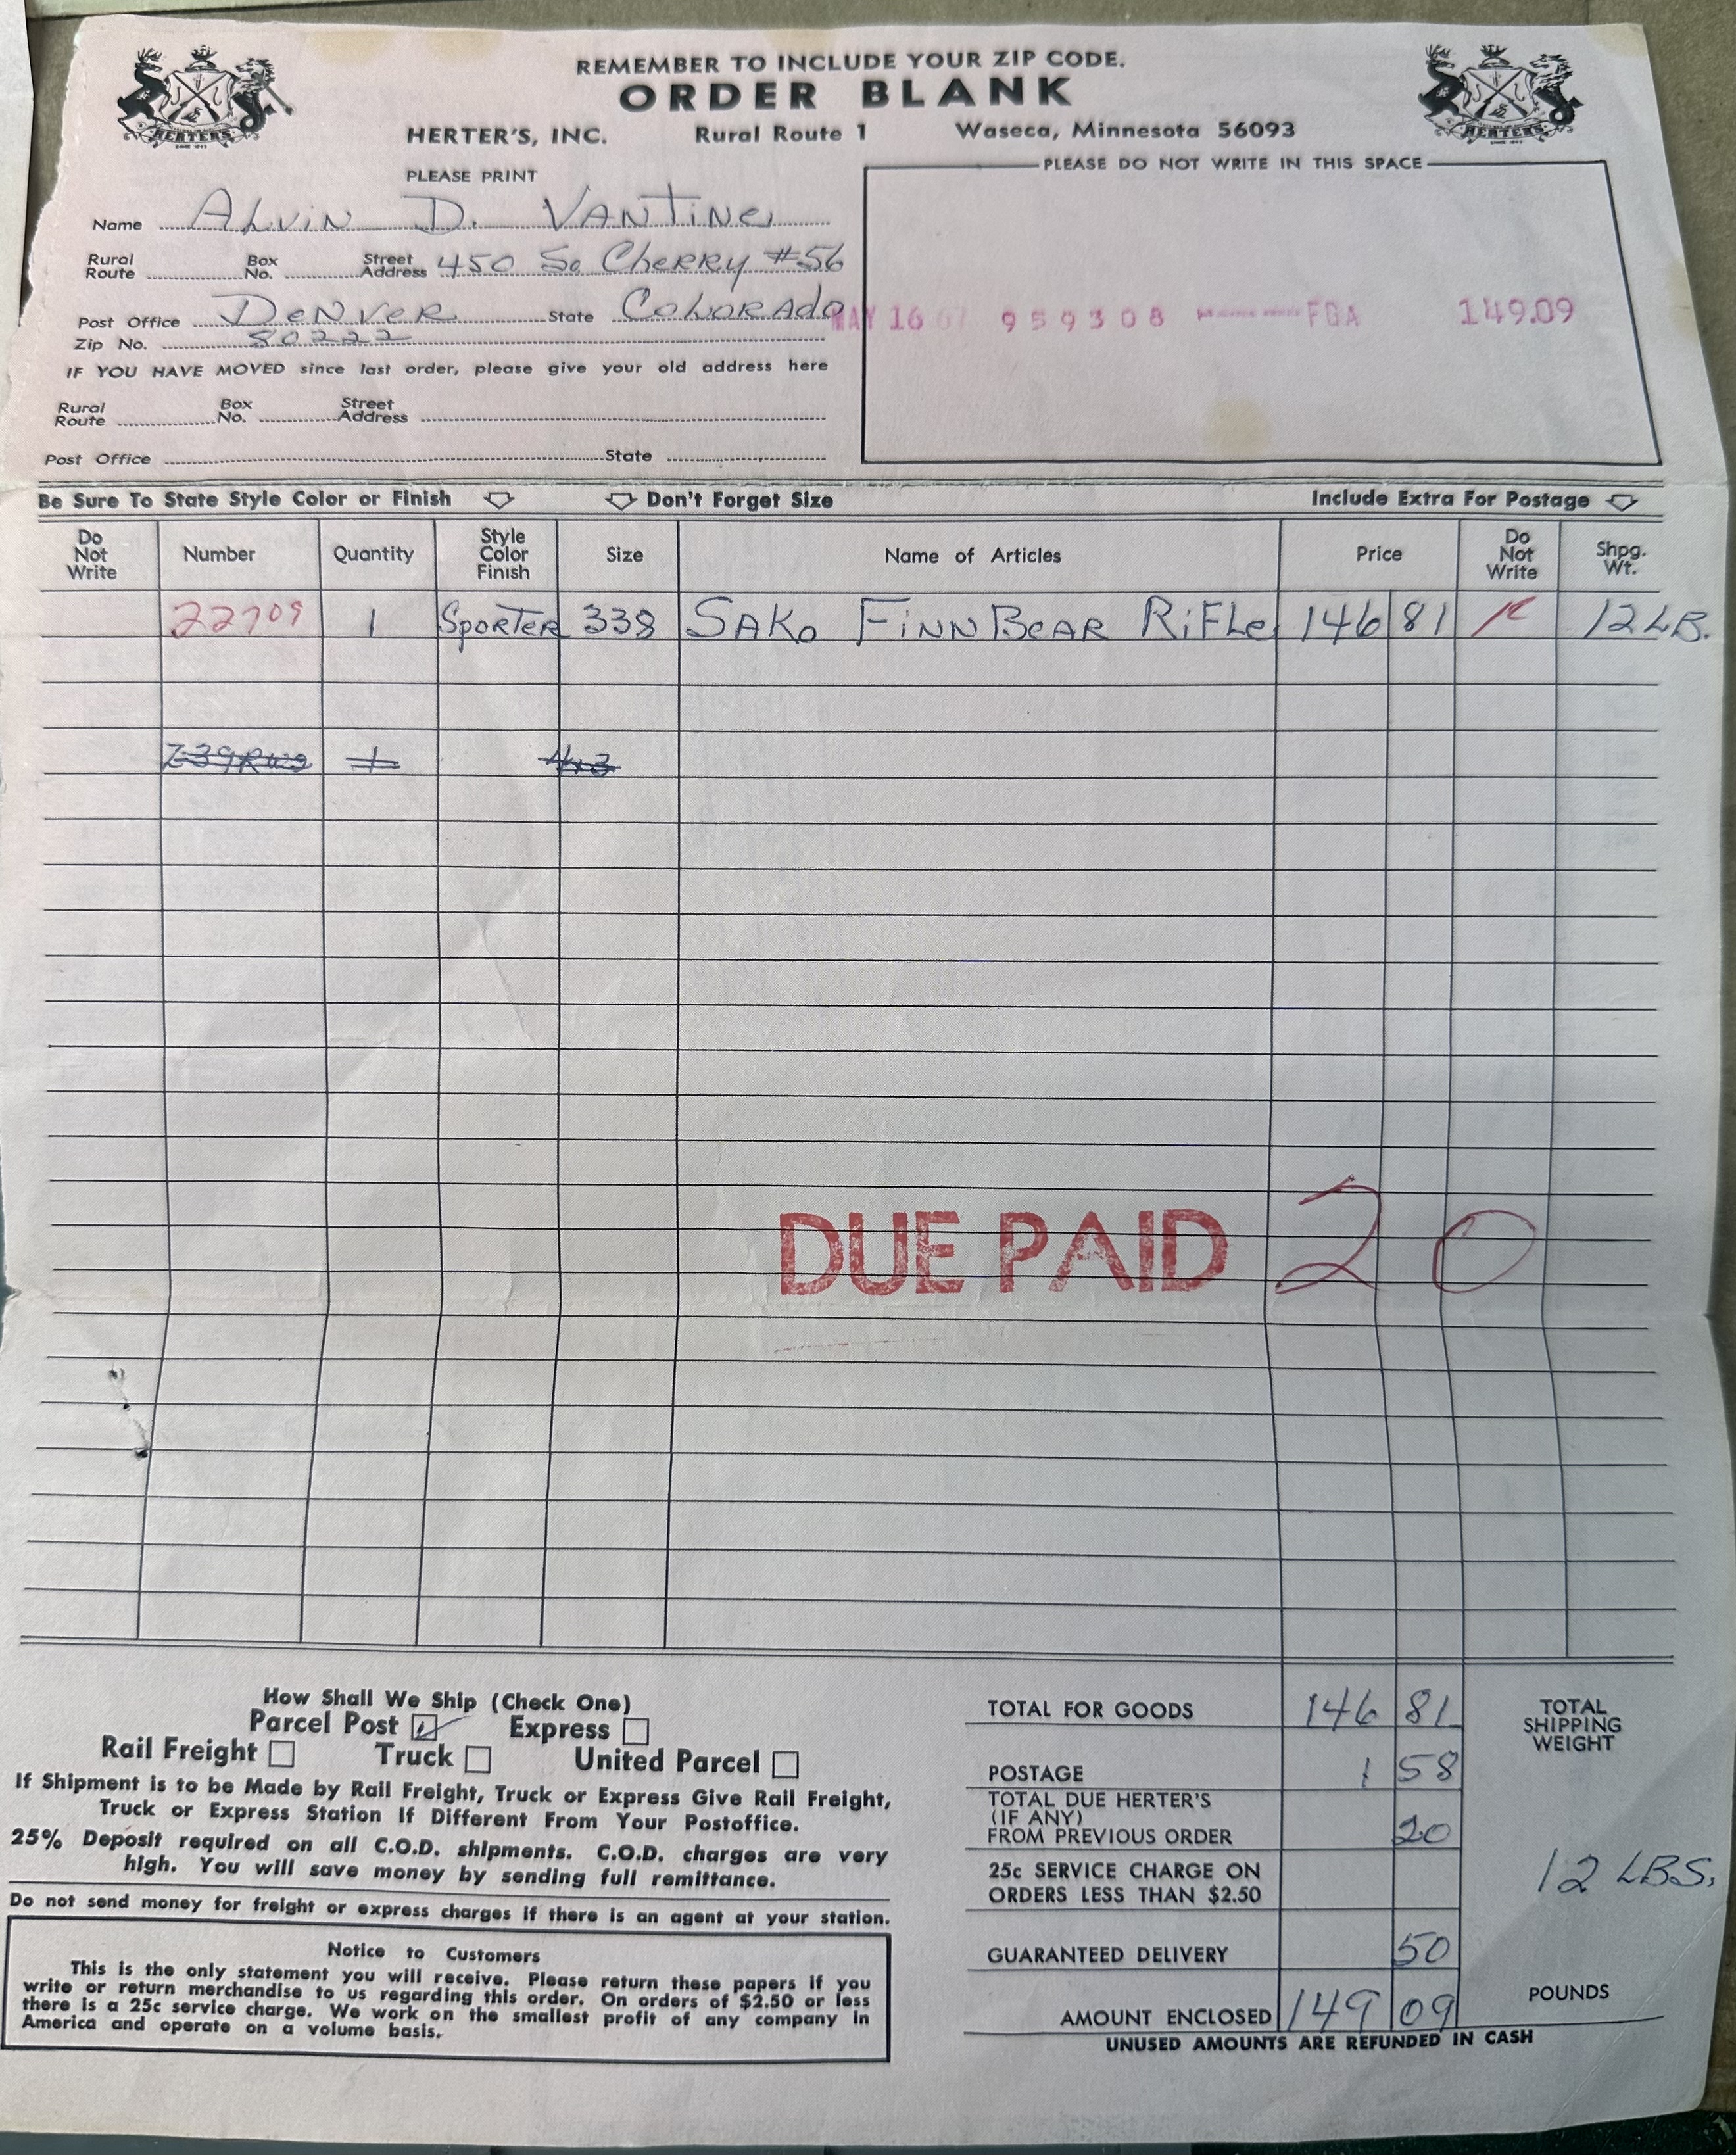 REMEMBER TO INCLUDE YOUR ZIP CODE.
ORDER BLANK
HERTERS
HERTERS
HERTER'S, INC. Rural Route 1 Waseca, Minnesota 56093
PLEASE PRINT
PLEASE DO NOT WRITE IN THIS SPACE
Name ALVIN D. VANTINE
Rural Route Box No. Street Address 450 So CHERRY #56
Post Office DENVER State COLORADO
Zip No. 80222
MAY 16 67 959308 FGA 149.09
IF YOU HAVE MOVED since last order, please give your old address here
Rural Route Box No. Street Address
Post Office State
Be Sure To State Style Color or Finish Don't Forget Size Include Extra For Postage
Do Not Write Number Quantity Style Color Finish Size Name of Articles Price Do Not Write Shpg. Wt.
22709 1 SPORTER 338 SAKO FINNBEAR RIFLE 146 81 12 LB.
DUE PAID 20
How Shall We Ship (Check One)
Parcel Post Express
Rail Freight Truck United Parcel
If Shipment is to be Made by Rail Freight, Truck or Express Give Rail Freight,
Truck or Express Station If Different From Your Postoffice.
25% Deposit required on all C.O.D. shipments. C.O.D. charges are very
high. You will save money by sending full remittance.
Do not send money for freight or express charges if there is an agent at your station.
Notice to Customers
This is the only statement you will receive. Please return these papers if you
write or return merchandise to us regarding this order. On orders of $2.50 or less
there is a 25c service charge. We work on the smallest profit of any company in
America and operate on a volume basis.
TOTAL FOR GOODS 146 81
POSTAGE 1 58
TOTAL DUE HERTER'S
(IF ANY)
FROM PREVIOUS ORDER 20
25c SERVICE CHARGE ON
ORDERS LESS THAN $2.50
GUARANTEED DELIVERY 50
AMOUNT ENCLOSED 149 09
UNUSED AMOUNTS ARE REFUNDED IN CASH
TOTAL
SHIPPING
WEIGHT
12 LBS.
POUNDS